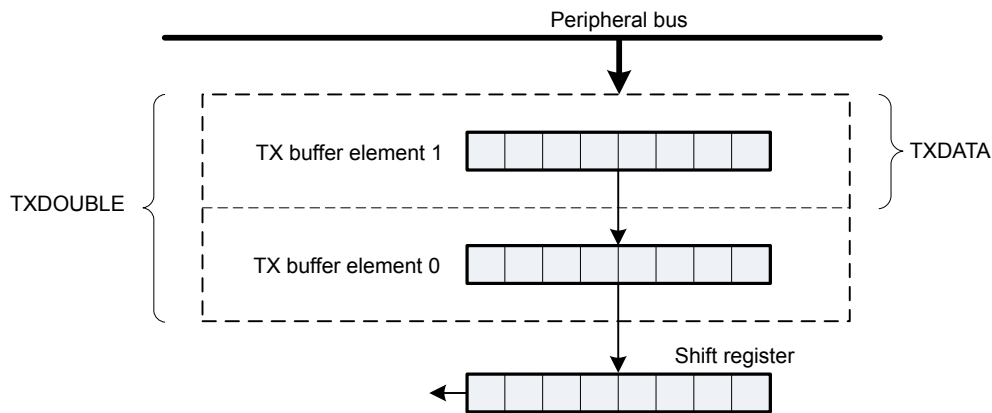 Peripheral bus
TX buffer element 1
TXDATA
TXDOUBLE
TX buffer element 0
Shift register